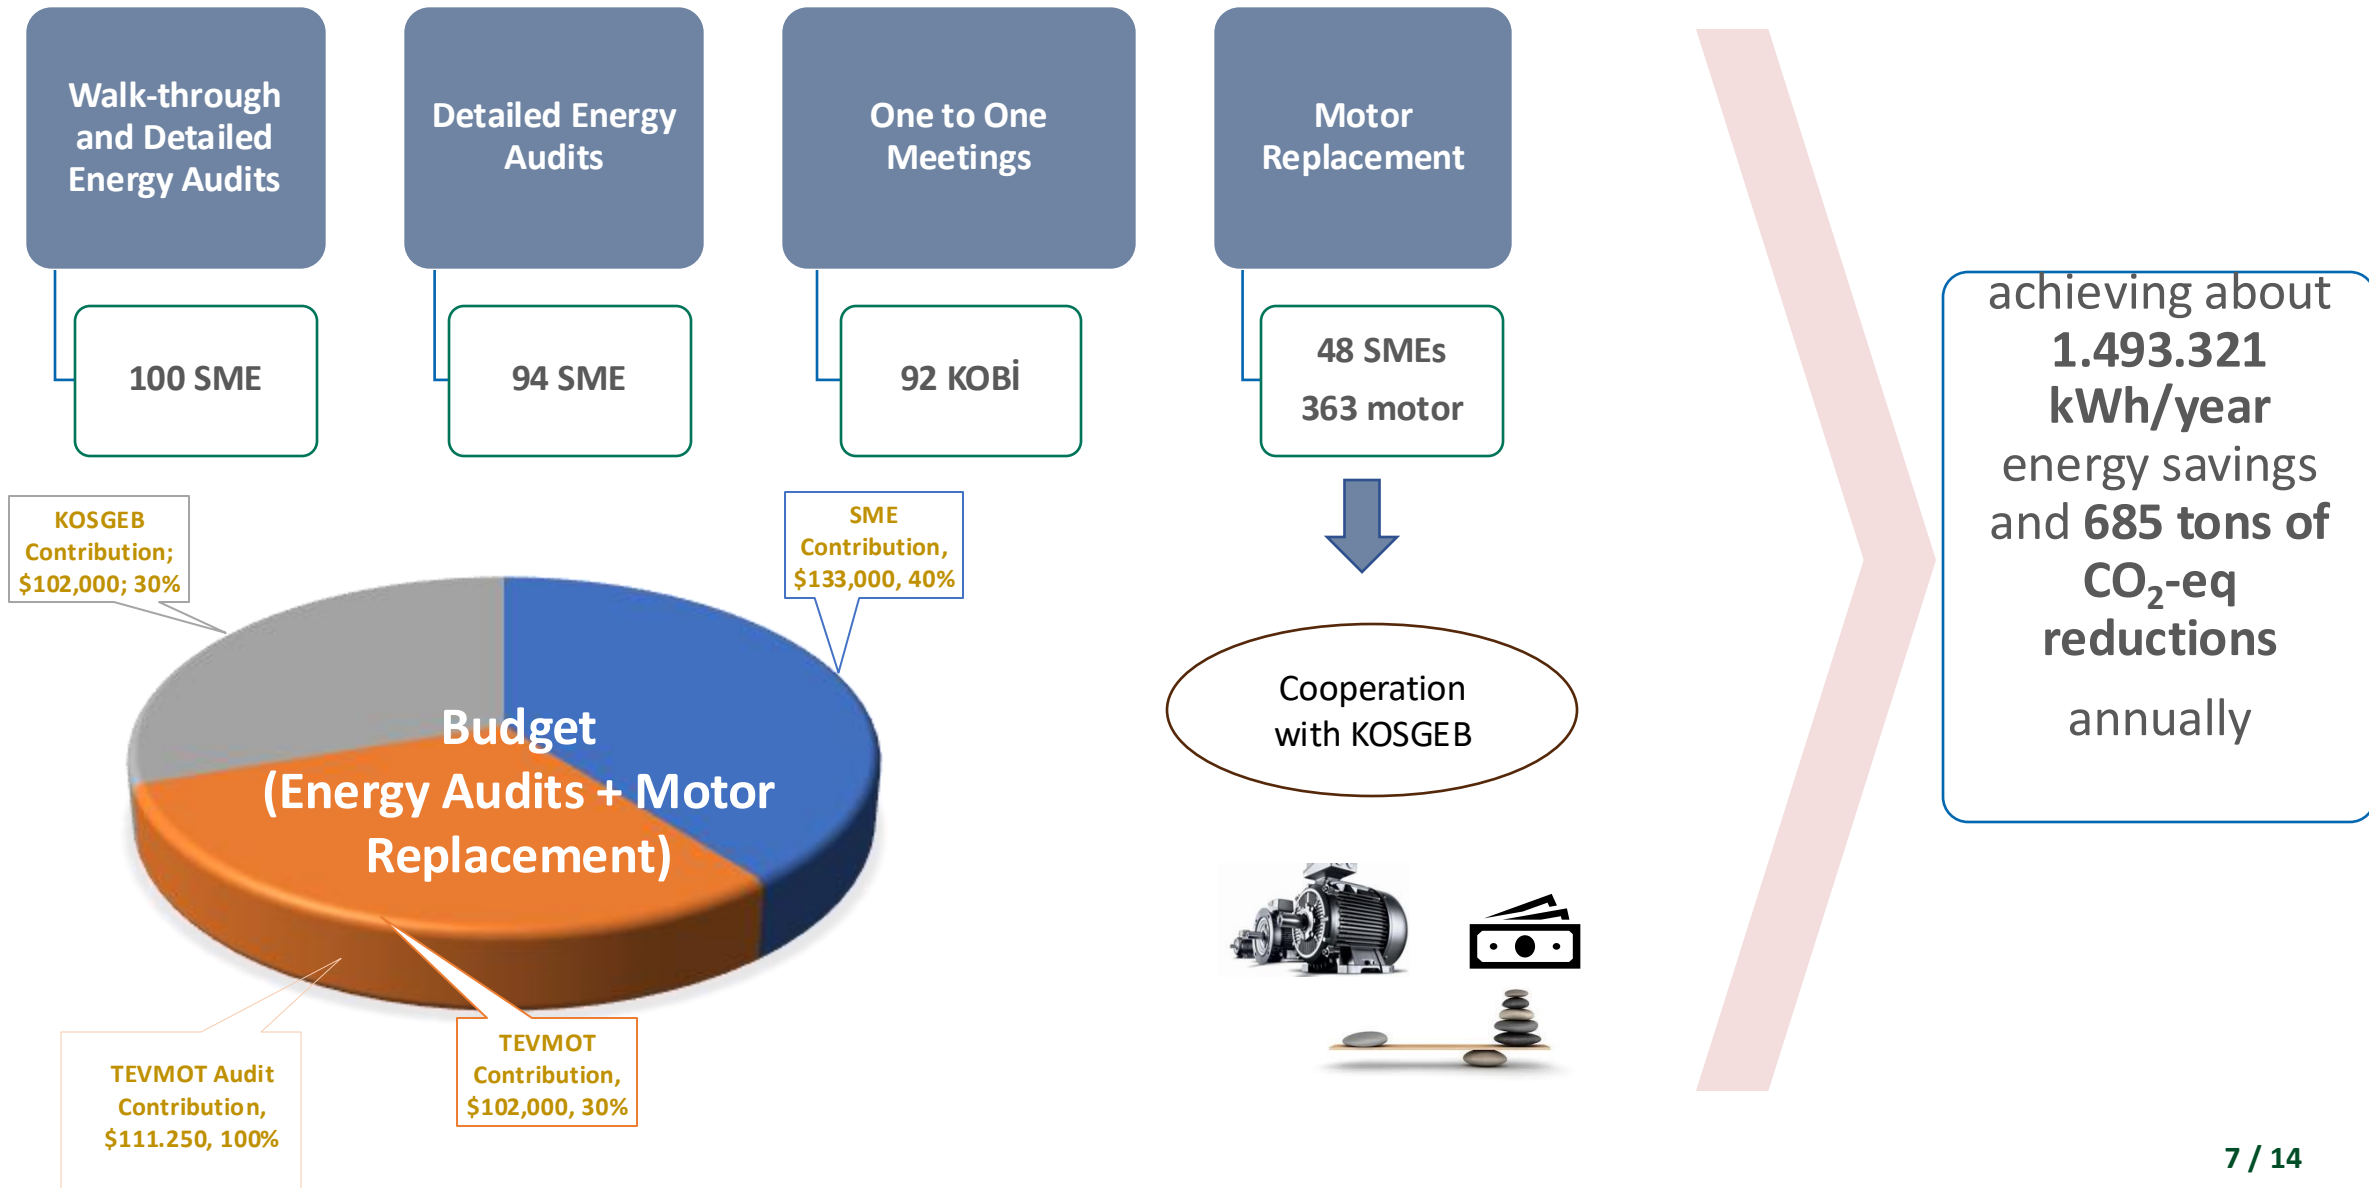 Walk-through
and Detailed
Energy Audits
100 SME
Detailed Energy
Audits
94 SME
One to One
Meetings
92 KOBİ
Motor
Replacement
48 SMEs
363 motor
KOSGEB
Contribution;
$102,000; 30%
SME
Contribution,
$133,000, 40%
Budget
(Energy Audits + Motor
Replacement)
TEVMOT Audit
Contribution,
$111.250, 100%
TEVMOT
Contribution,
$102,000, 30%
Cooperation
with KOSGEB
achieving about
1.493.321
kWh/year
energy savings
and 685 tons of
CO₂-eq
reductions
annually
7 / 14